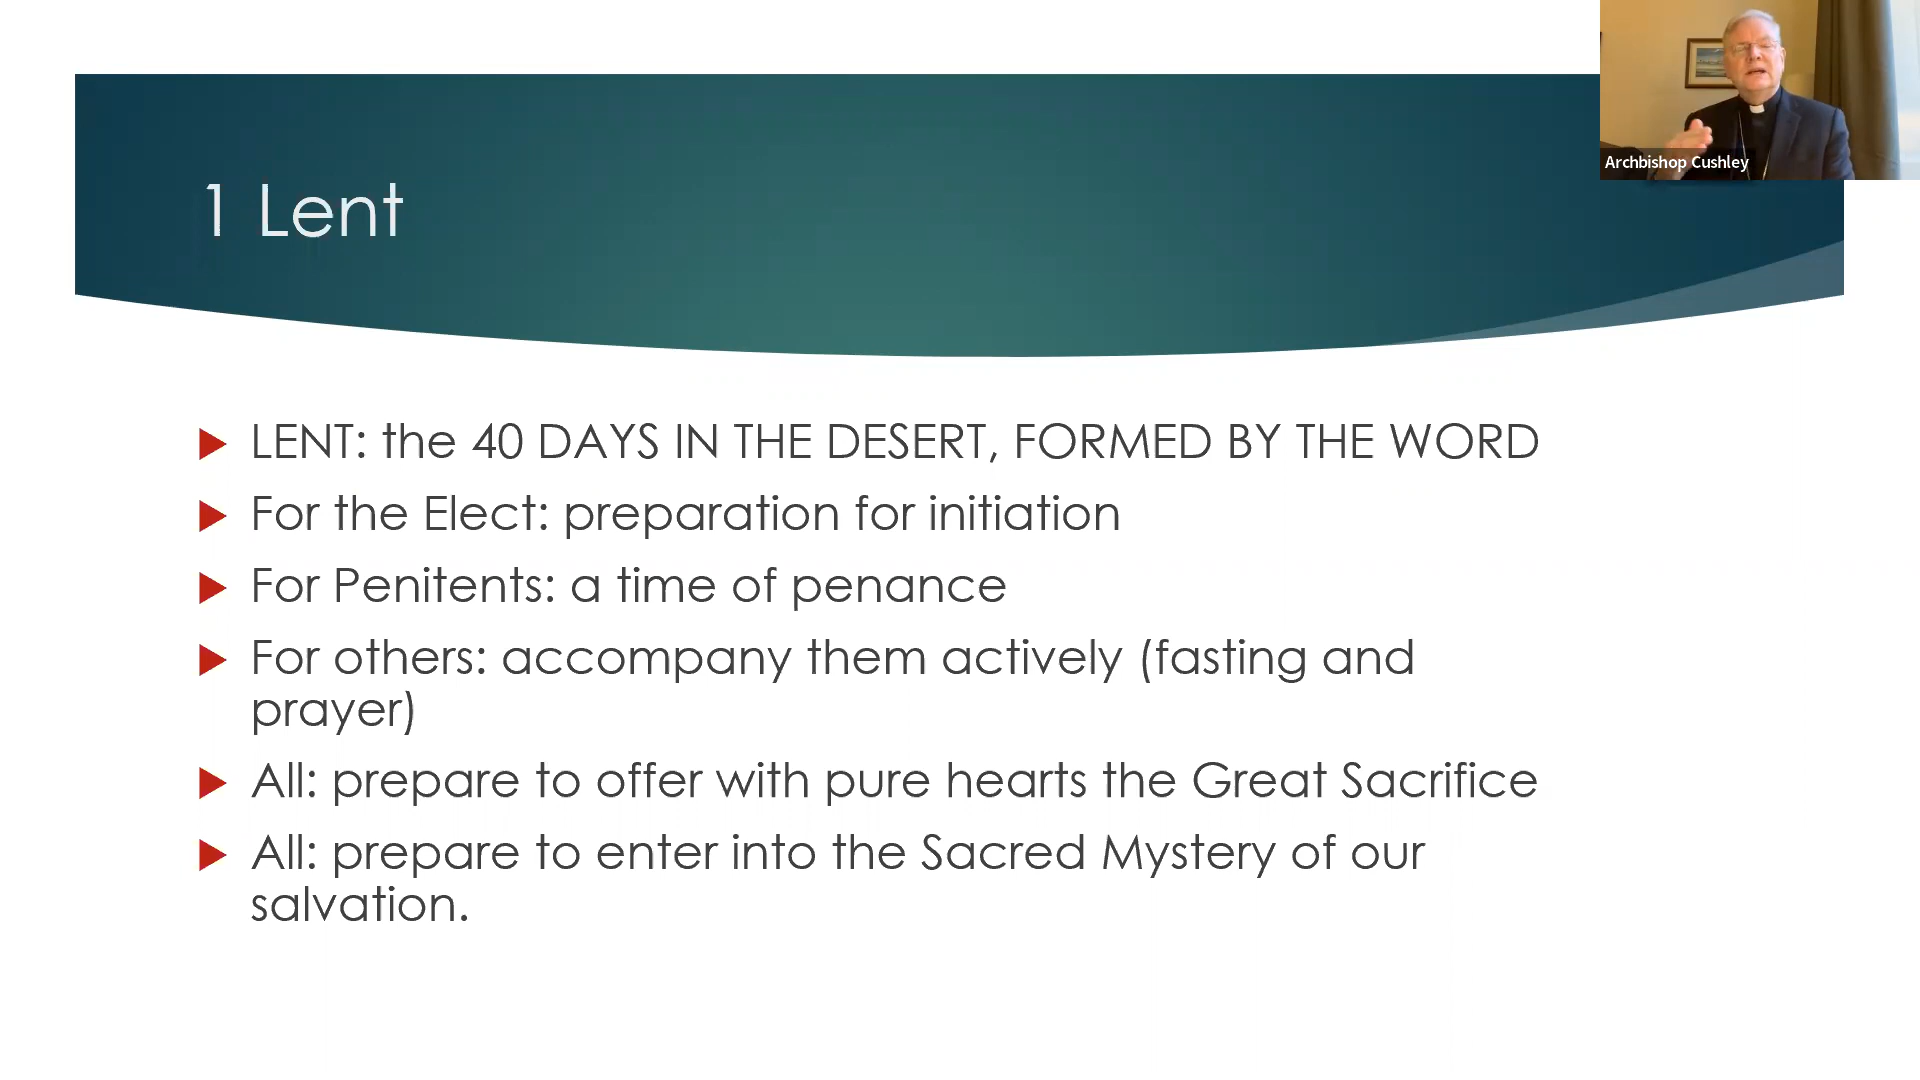 Archbishop Cushley
1 Lent
LENT: the 40 DAYS IN THE DESERT, FORMED BY THE WORD
For the Elect: preparation for initiation
For Penitents: a time of penance
For others: accompany them actively (fasting and
prayer)
All: prepare to offer with pure hearts the Great Sacrifice
All: prepare to enter into the Sacred Mystery of our
salvation.